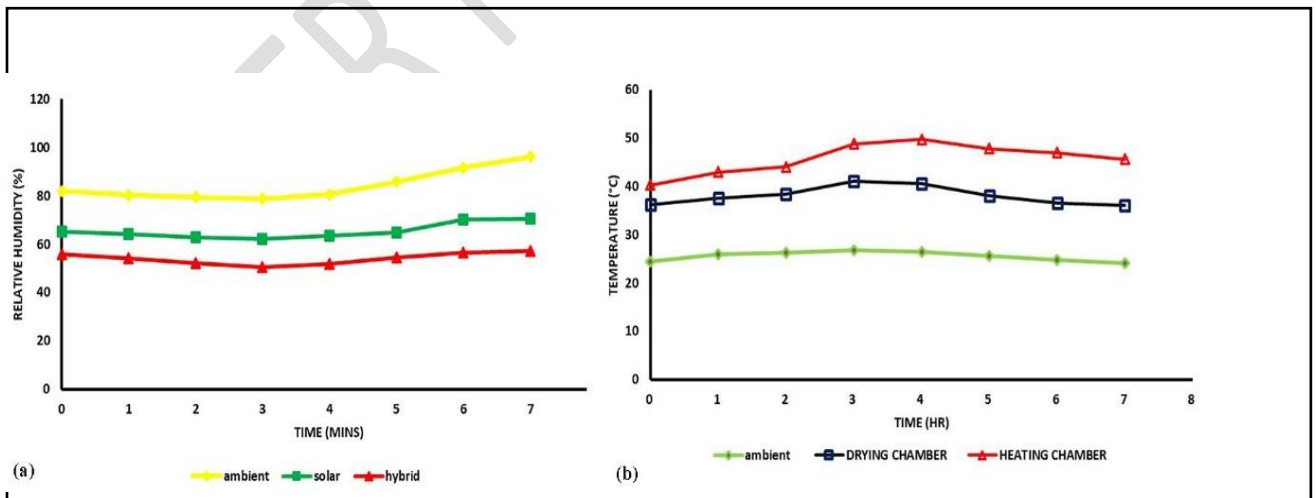 120
100
80
60
40
20
0
RELATIVE HUMIDITY (%)
0 1 2 3 4 5 6 7
TIME (MINS)
(a)
ambient solar hybrid
60
50
40
30
20
10
0
TEMPERATURE (°C)
0 1 2 3 4 5 6 7 8
TIME (HR)
(b)
ambient DRYING CHAMBER HEATING CHAMBER